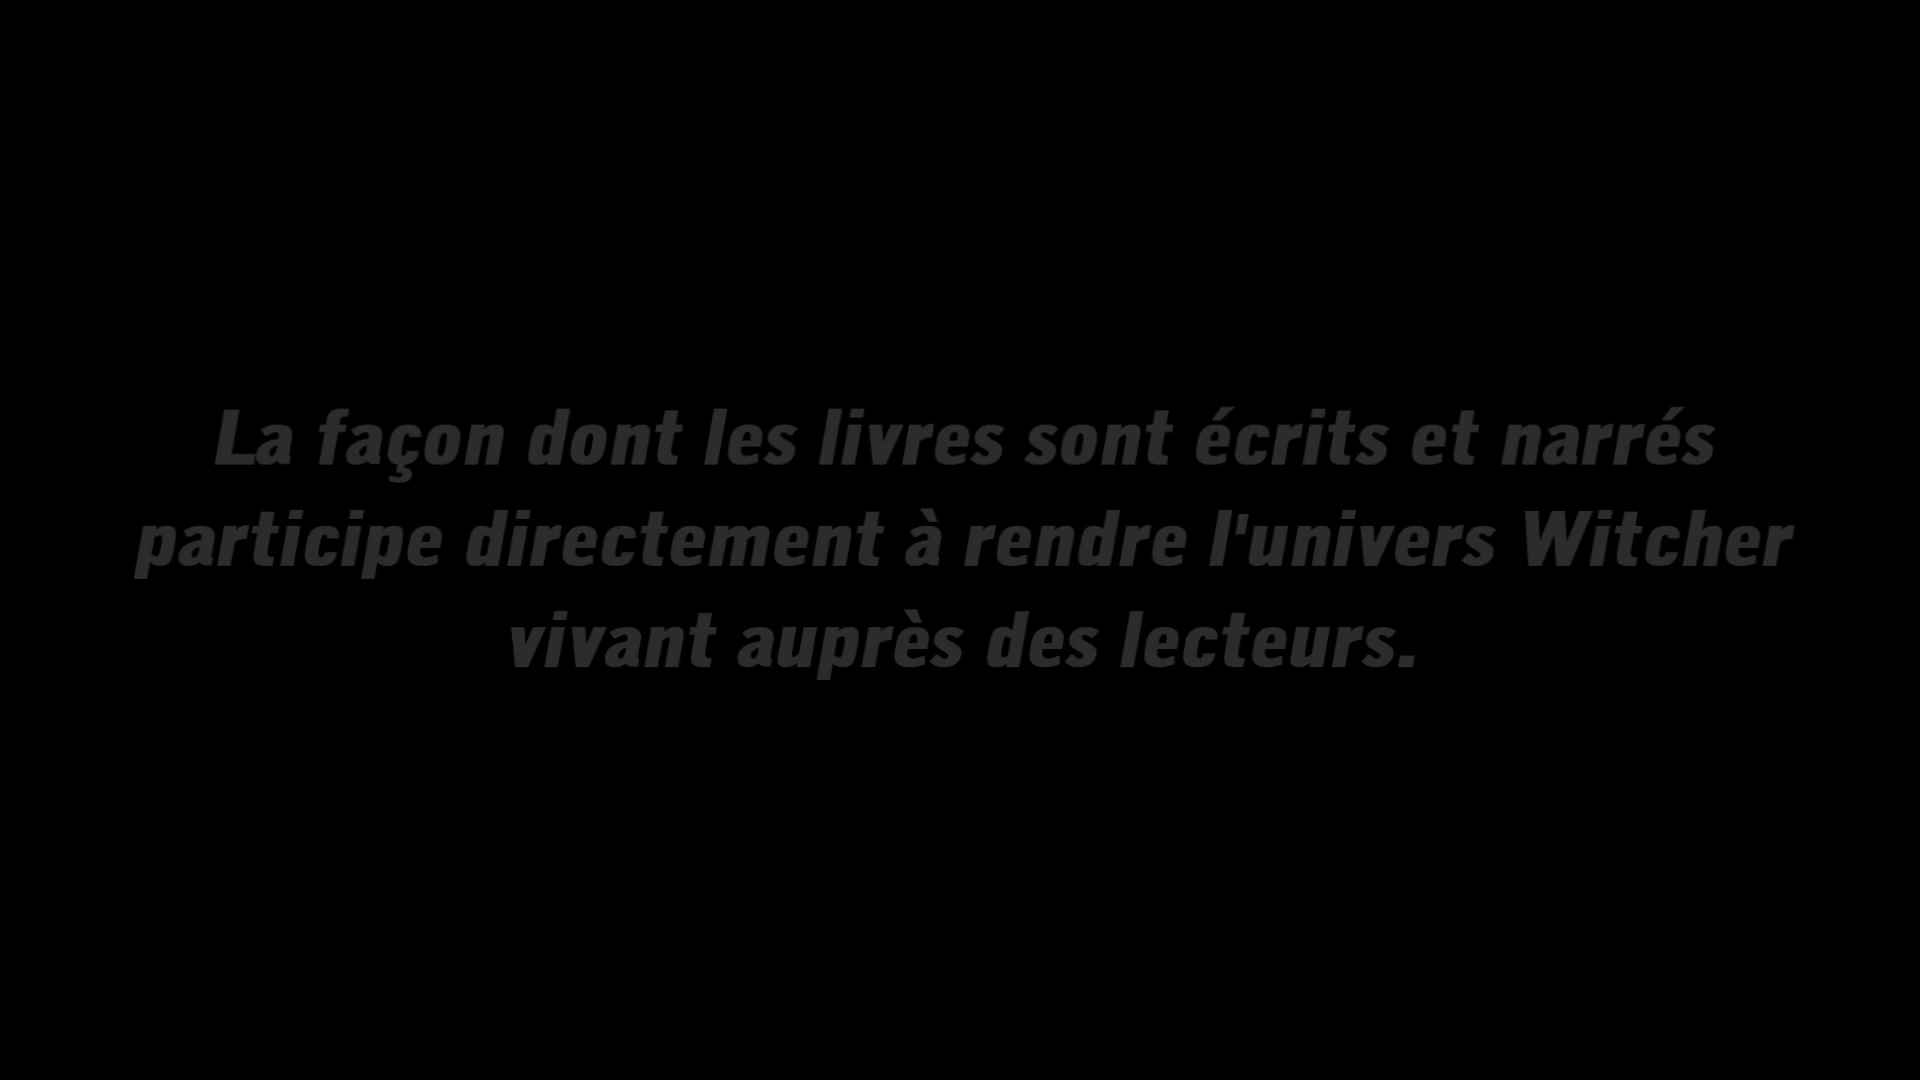 La façon dont les livres sont écrits et narrés
participe directement à rendre l'univers Witcher
vivant auprès des lecteurs.